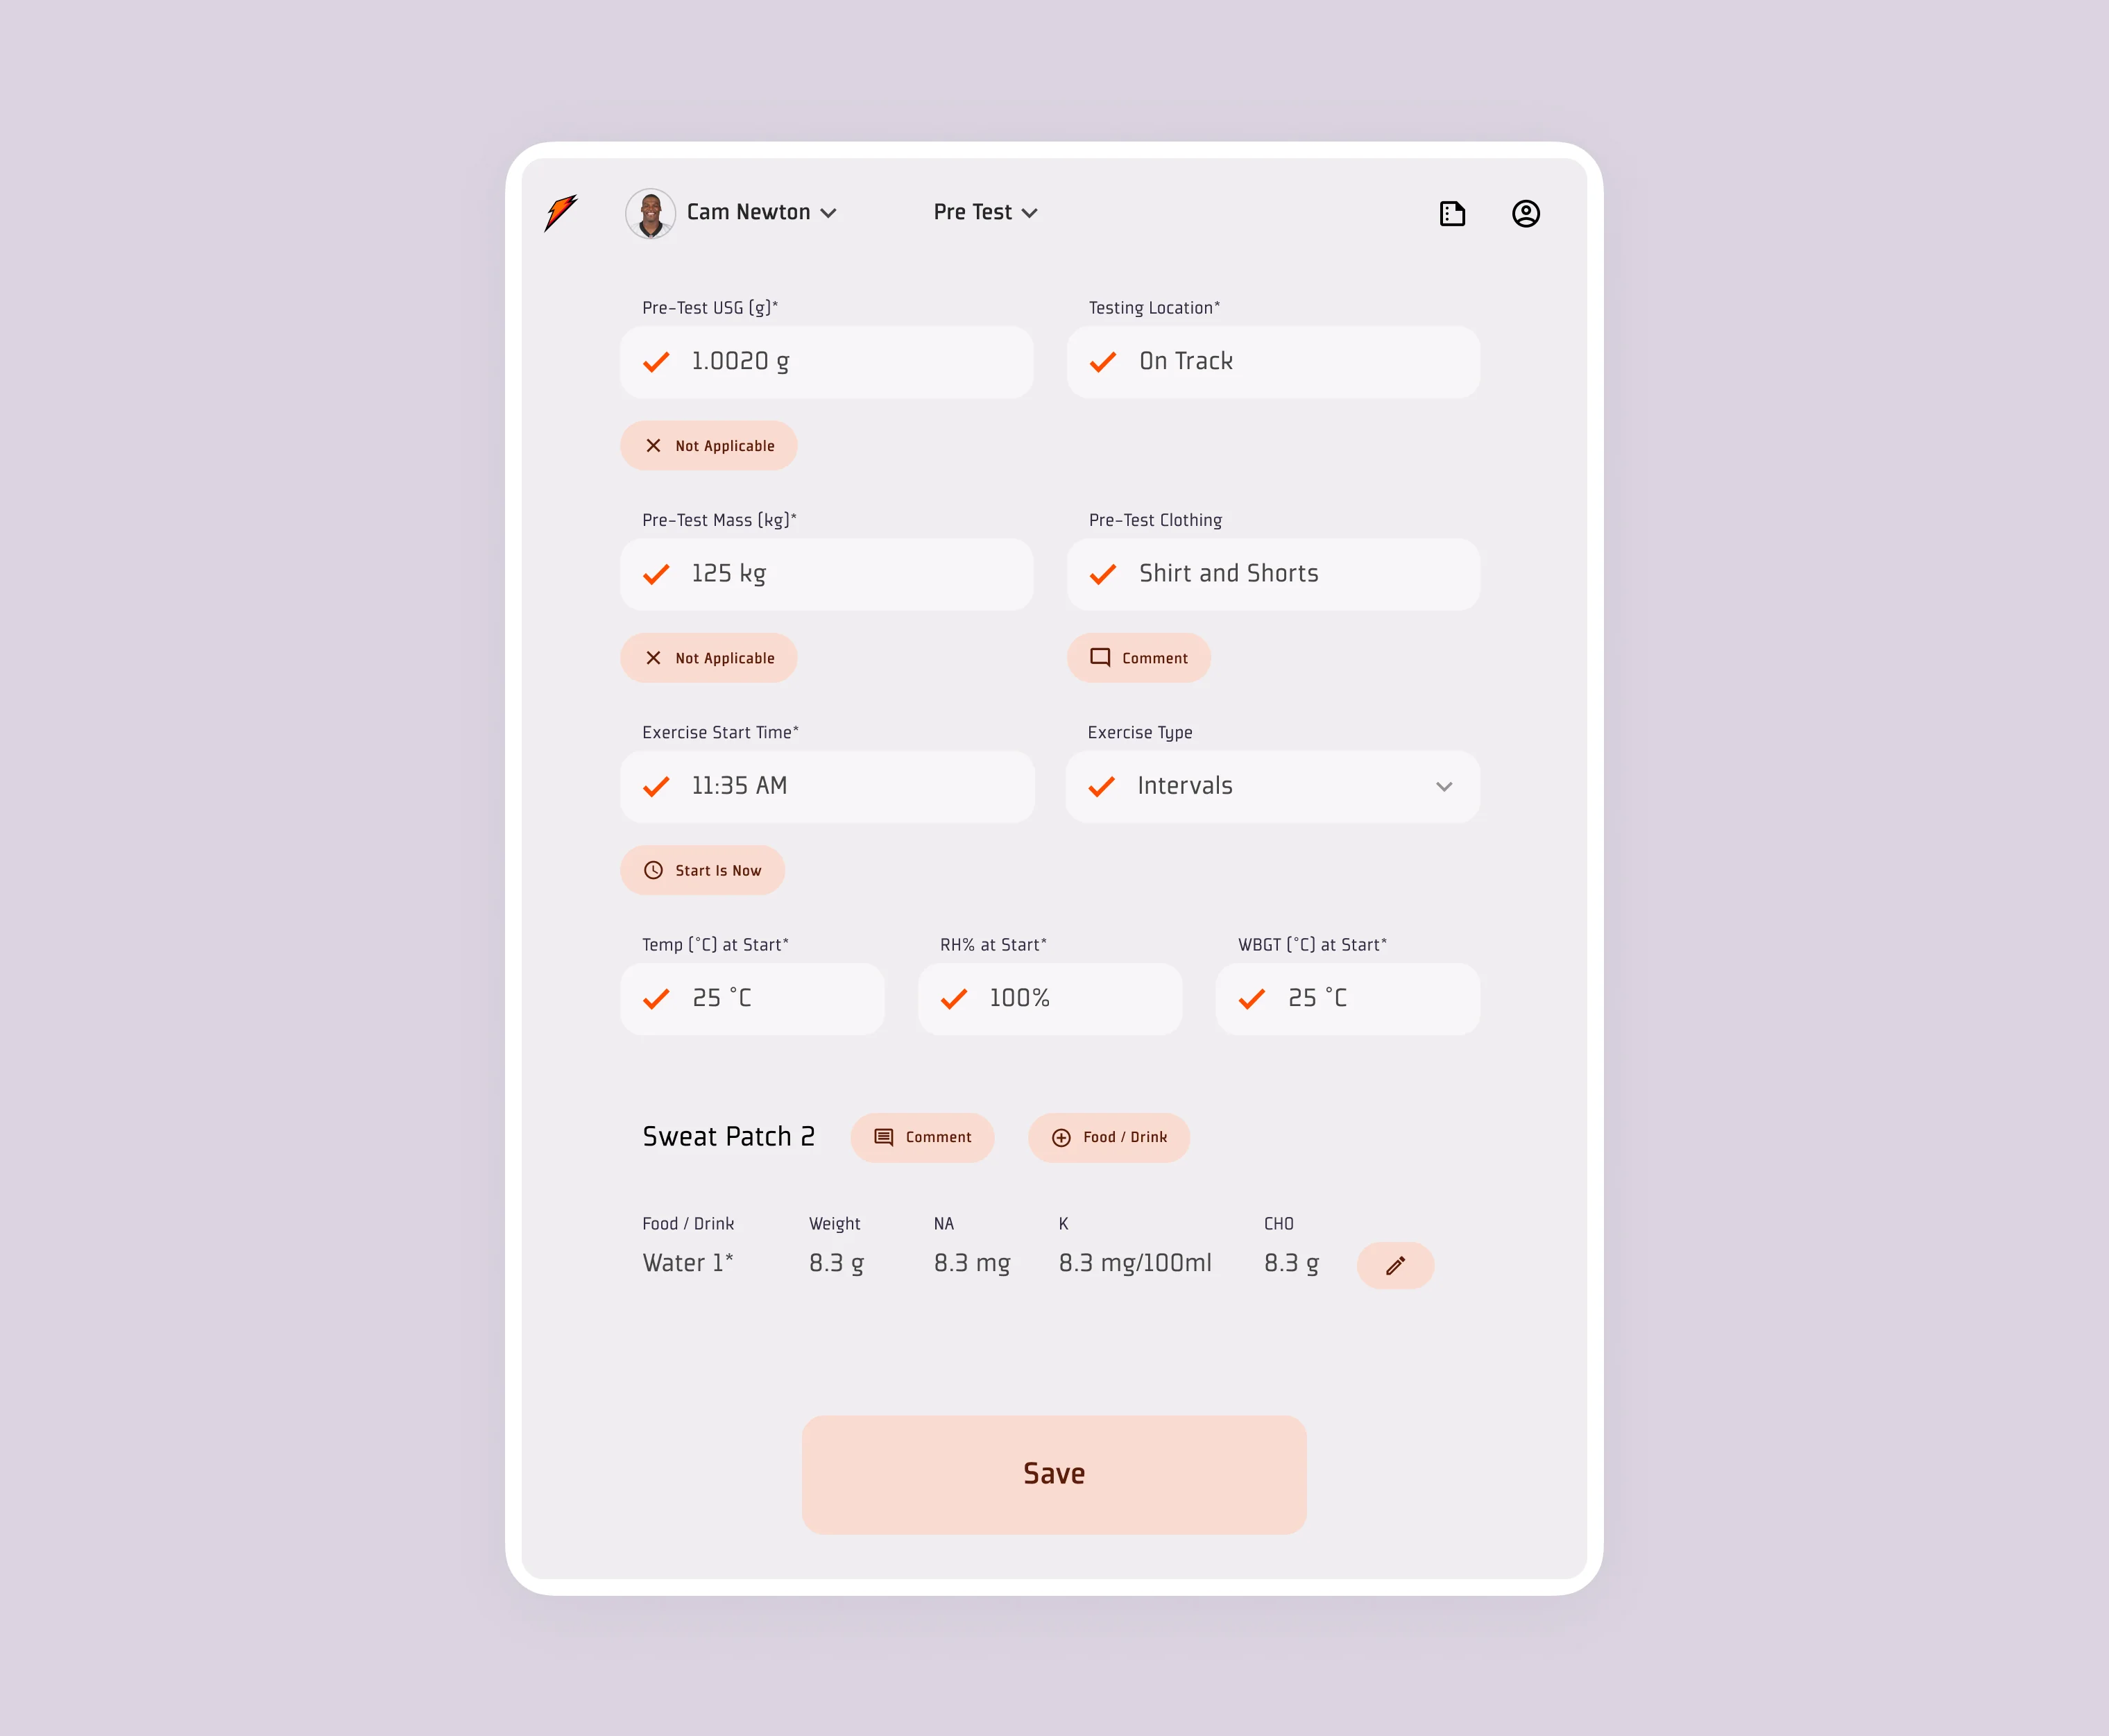 Cam Newton
Pre Test
Pre-Test USG (g)*
Testing Location*
1.0020 g
On Track
Not Applicable
Pre-Test Mass (kg)*
Pre-Test Clothing
125 kg
Shirt and Shorts
Not Applicable
Comment
Exercise Start Time*
Exercise Type
11:35 AM
Intervals
Start Is Now
Temp (°C) at Start*
RH% at Start*
WBGT (°C) at Start*
25 °C
100%
25 °C
Sweat Patch 2
Comment
Food / Drink
Food / Drink
Weight
NA
K
CHO
Water 1*
8.3 g
8.3 mg
8.3 mg/100ml
8.3 g
Save